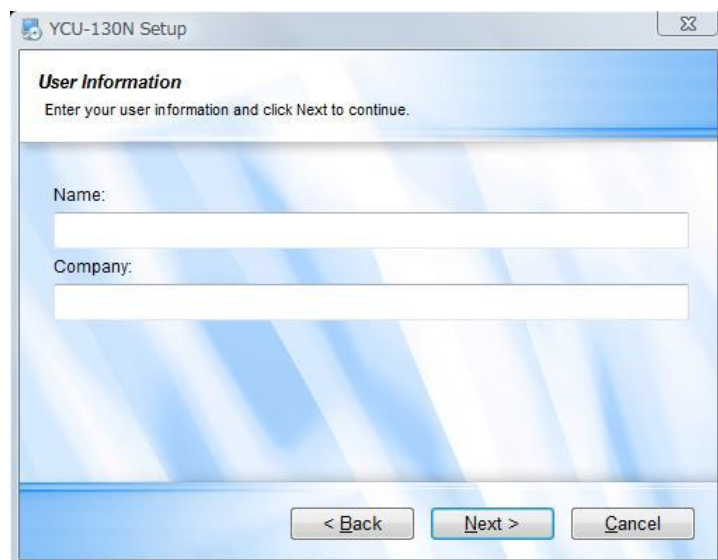 YCU-130N Setup
User Information
Enter your user information and click Next to continue.
Name:
Company:
< Back
Next >
Cancel